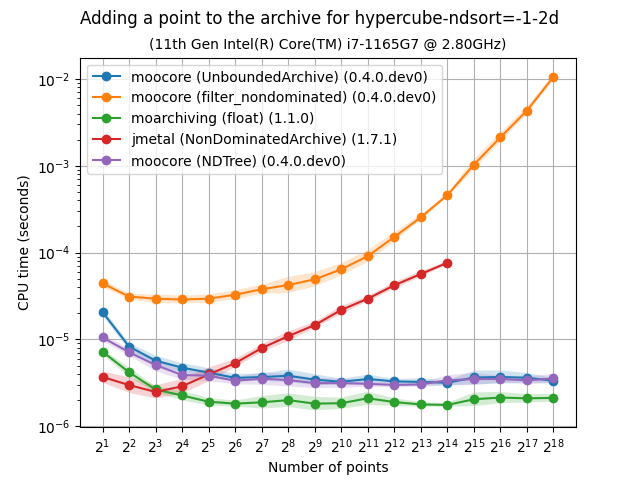 Adding a point to the archive for hypercube-ndsort=-1-2d
(11th Gen Intel(R) Core(TM) i7-1165G7 @ 2.80GHz)
moocore (UnboundedArchive) (0.4.0.dev0)
moocore (filter_nondominated) (0.4.0.dev0)
moarchiving (float) (1.1.0)
jmetal (NonDominatedArchive) (1.7.1)
moocore (NDTree) (0.4.0.dev0)
CPU time (seconds)
10⁻²
10⁻³
10⁻⁴
10⁻⁵
10⁻⁶
2¹ 2² 2³ 2⁴ 2⁵ 2⁶ 2⁷ 2⁸ 2⁹ 2¹⁰ 2¹¹ 2¹² 2¹³ 2¹⁴ 2¹⁵ 2¹⁶ 2¹⁷ 2¹⁸
Number of points